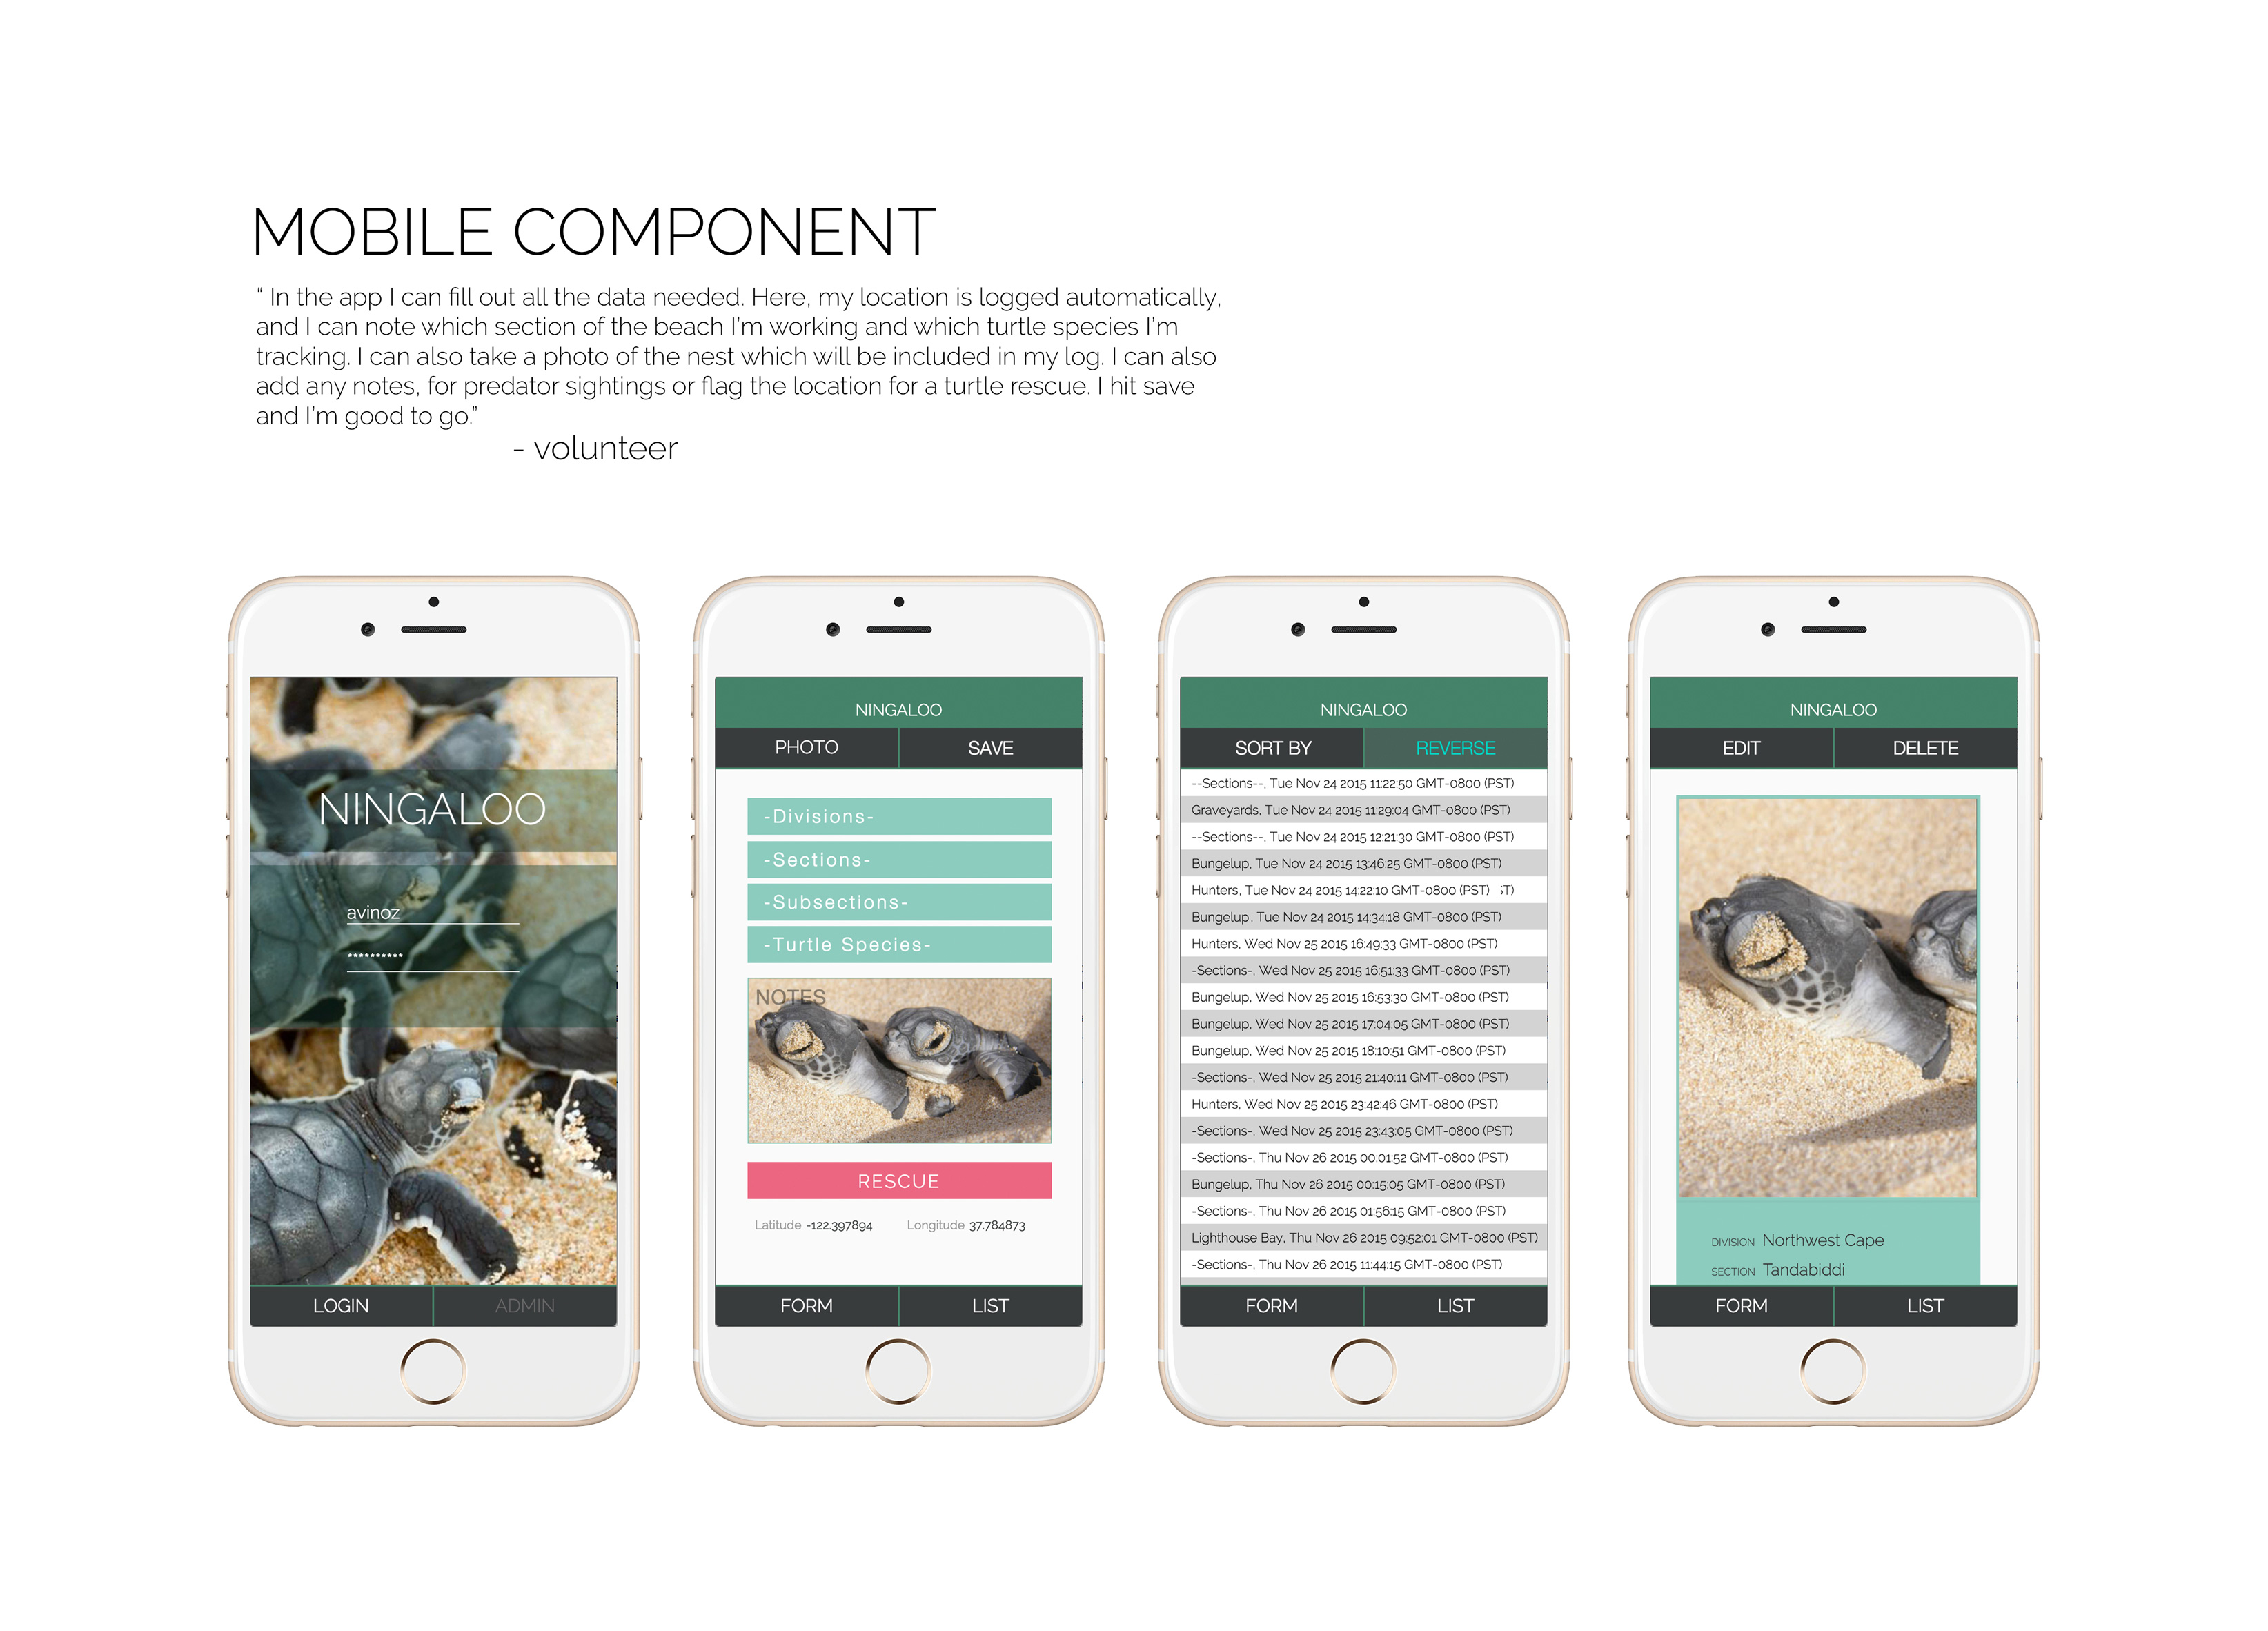 MOBILE COMPONENT
“ In the app I can fill out all the data needed. Here, my location is logged automatically,
and I can note which section of the beach I’m working and which turtle species I’m
tracking. I can also take a photo of the nest which will be included in my log. I can also
add any notes, for predator sightings or flag the location for a turtle rescue. I hit save
and I’m good to go.”
- volunteer
NINGALOO
avinoz
**********
LOGIN
ADMIN
NINGALOO
PHOTO
SAVE
-Divisions-
-Sections-
-Subsections-
-Turtle Species-
NOTES
RESCUE
Latitude -122.397894
Longitude 37.784873
FORM
LIST
NINGALOO
SORT BY
REVERSE
--Sections--, Tue Nov 24 2015 11:22:50 GMT-0800 (PST)
Graveyards, Tue Nov 24 2015 11:29:04 GMT-0800 (PST)
--Sections--, Tue Nov 24 2015 12:21:30 GMT-0800 (PST)
Bungelup, Tue Nov 24 2015 13:46:25 GMT-0800 (PST)
Hunters, Tue Nov 24 2015 14:22:10 GMT-0800 (PST) ST)
Bungelup, Tue Nov 24 2015 14:34:18 GMT-0800 (PST)
Hunters, Wed Nov 25 2015 16:49:33 GMT-0800 (PST)
-Sections-, Wed Nov 25 2015 16:51:33 GMT-0800 (PST)
Bungelup, Wed Nov 25 2015 16:53:30 GMT-0800 (PST)
Bungelup, Wed Nov 25 2015 17:04:05 GMT-0800 (PST)
Bungelup, Wed Nov 25 2015 18:10:51 GMT-0800 (PST)
-Sections-, Wed Nov 25 2015 21:40:11 GMT-0800 (PST)
Hunters, Wed Nov 25 2015 23:42:46 GMT-0800 (PST)
-Sections-, Wed Nov 25 2015 23:43:05 GMT-0800 (PST)
-Sections-, Thu Nov 26 2015 00:01:52 GMT-0800 (PST)
Bungelup, Thu Nov 26 2015 00:15:05 GMT-0800 (PST)
-Sections-, Thu Nov 26 2015 01:56:15 GMT-0800 (PST)
Lighthouse Bay, Thu Nov 26 2015 09:52:01 GMT-0800 (PST)
-Sections-, Thu Nov 26 2015 11:44:15 GMT-0800 (PST)
FORM
LIST
NINGALOO
EDIT
DELETE
DIVISION Northwest Cape
SECTION Tandabiddi
FORM
LIST